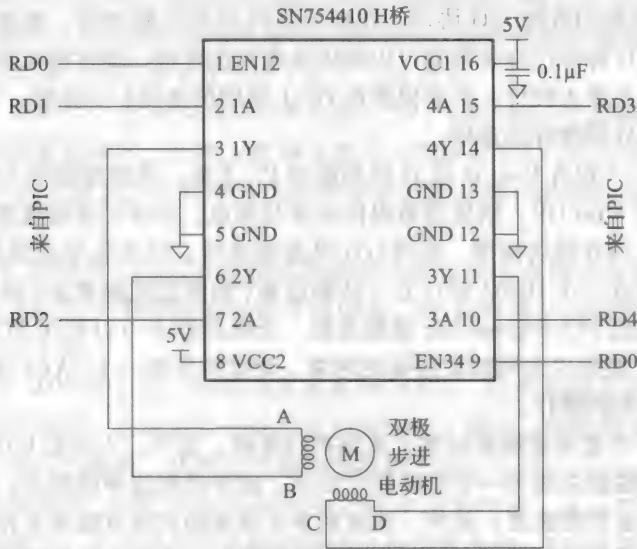 SN754410 H桥
5V
RD0
1 EN12
VCC1 16
0.1μF
RD1
2 1A
4A 15
RD3
3 1Y
4Y 14
来自PIC
4 GND
GND 13
来自PIC
5 GND
GND 12
6 2Y
3Y 11
RD2
7 2A
3A 10
RD4
5V
8 VCC2
EN34 9
RD0
A
B
M
双极
步进
电动机
C
D